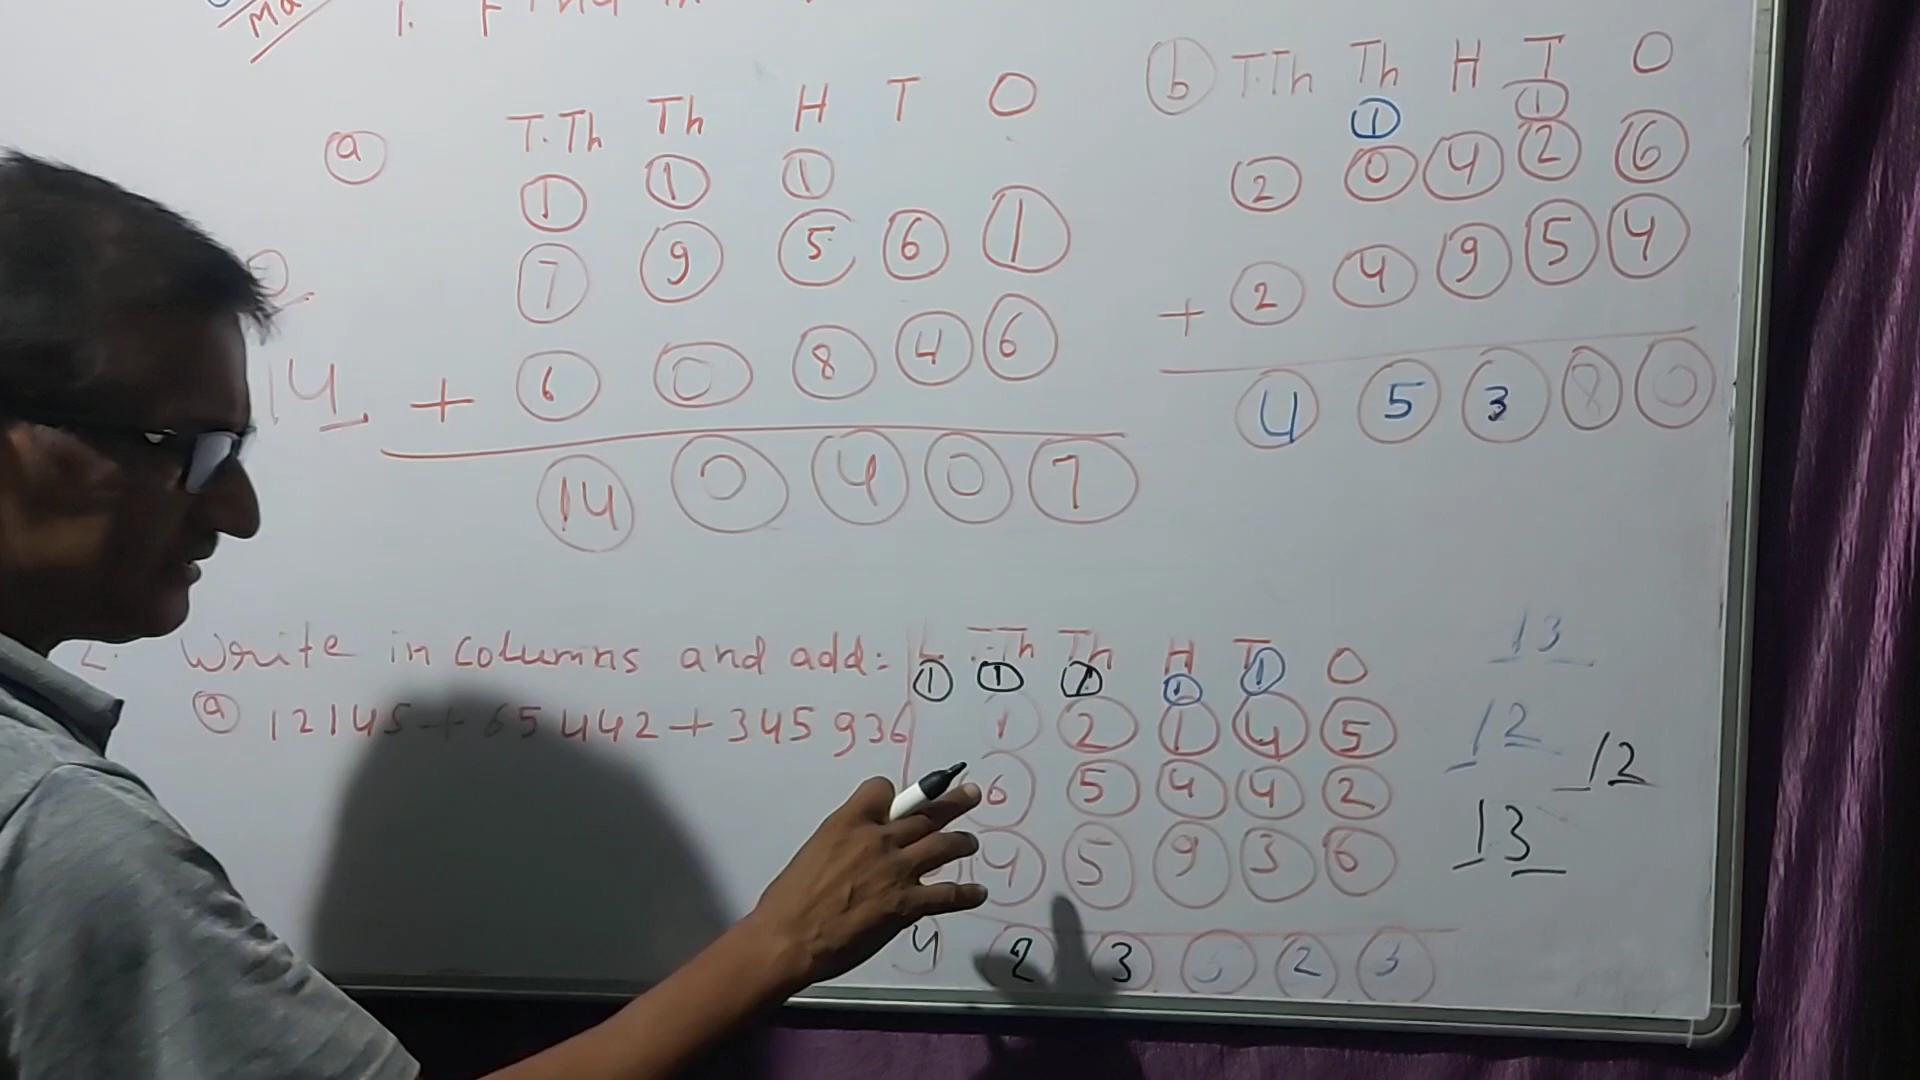 Ma
1. Find
a T.Th Th H T O
1 1 1
7 9 5 6 1
+ 6 0 8 4 6
14 0 4 0 7
14
b T.Th Th H T O
1 1
2 0 4 2 6
+ 2 4 9 5 4
4 5 3 8 0
2. Write in columns and add:
a 12145 + 65442 + 345936
T.Th Th H T O
1 1 1 1 1
1 2 1 4 5
6 5 4 4 2
4 5 9 3 6
4 2 3 5 2 3
13
12
12
13